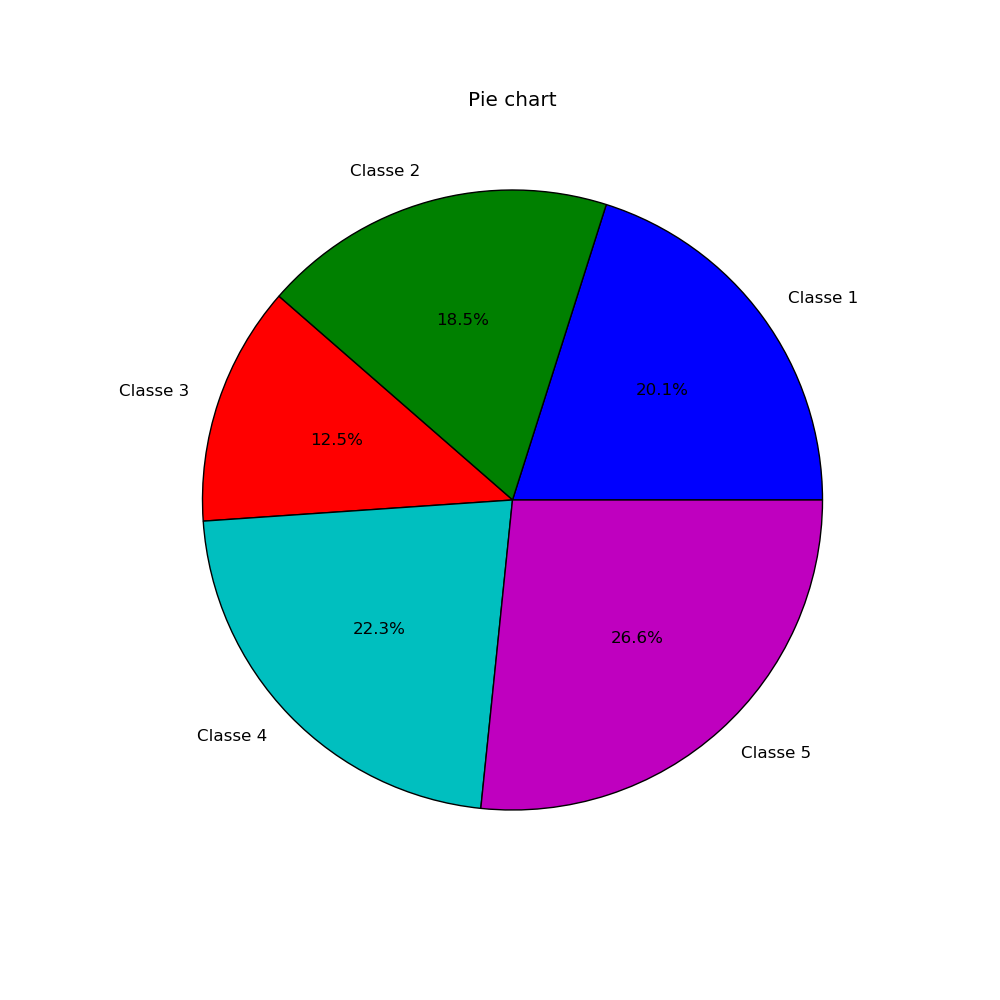 Pie chart
Classe 2
Classe 1
18.5%
20.1%
Classe 3
12.5%
22.3%
26.6%
Classe 4
Classe 5